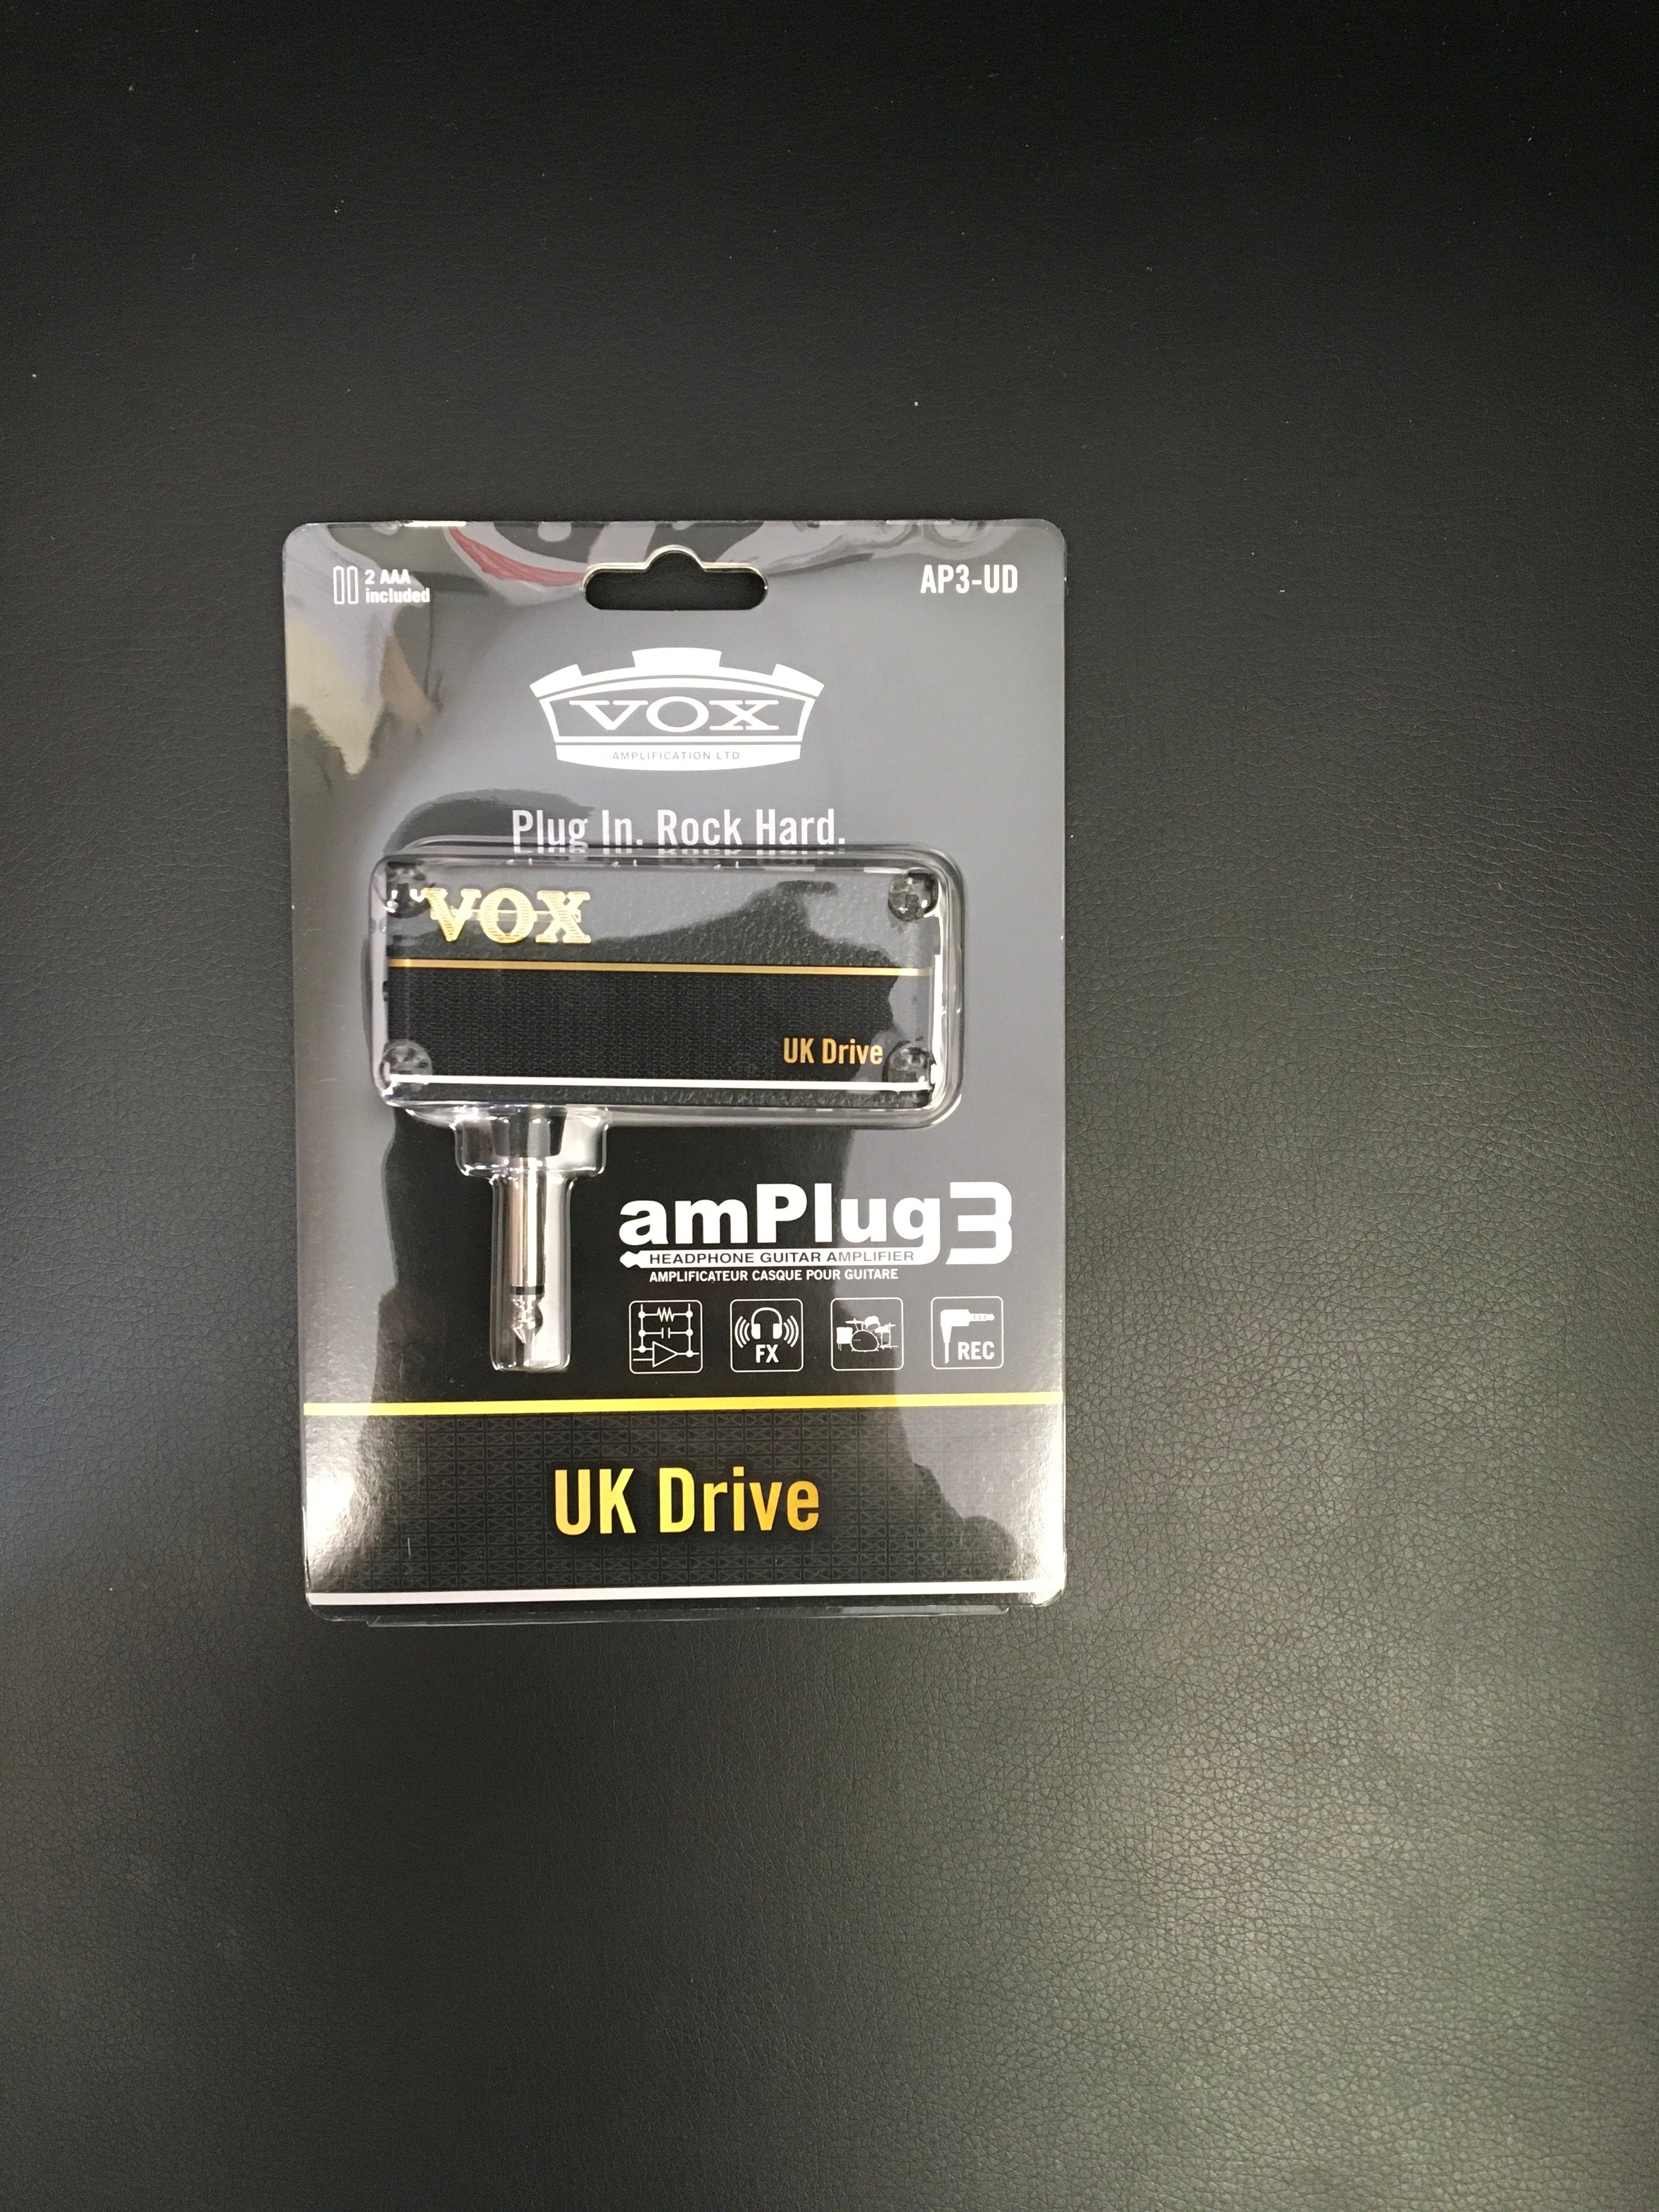 2 AAA
included
AP3-UD
VOX
AMPLIFICATION LTD
Plug In. Rock Hard.
VOX
UK Drive
amPlug3
HEADPHONE GUITAR AMPLIFIER
AMPLIFICATEUR CASQUE POUR GUITARE
FX
REC
UK Drive